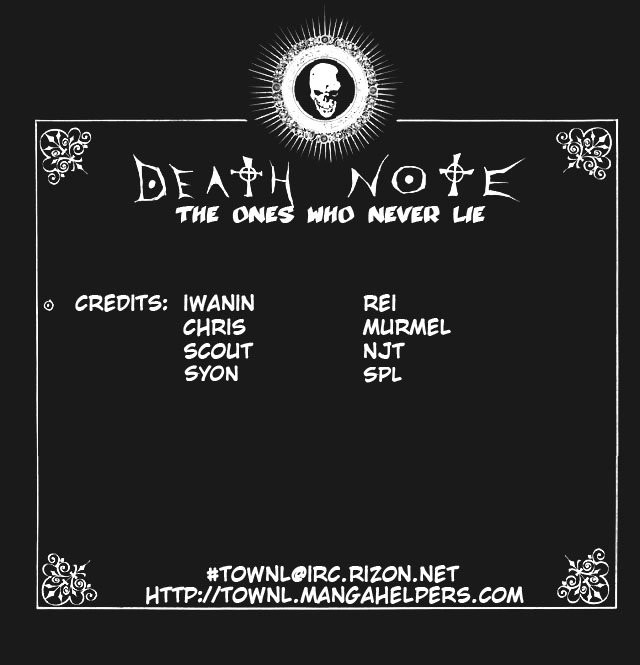 DEATH NOTE
THE ONES WHO NEVER LIE
CREDITS: IWANIN REI
CHRIS MURMEL
SCOUT NJT
SYON SPL
#TOWNL@IRC.RIZON.NET
HTTP://TOWNL.MANGAHELPERS.COM